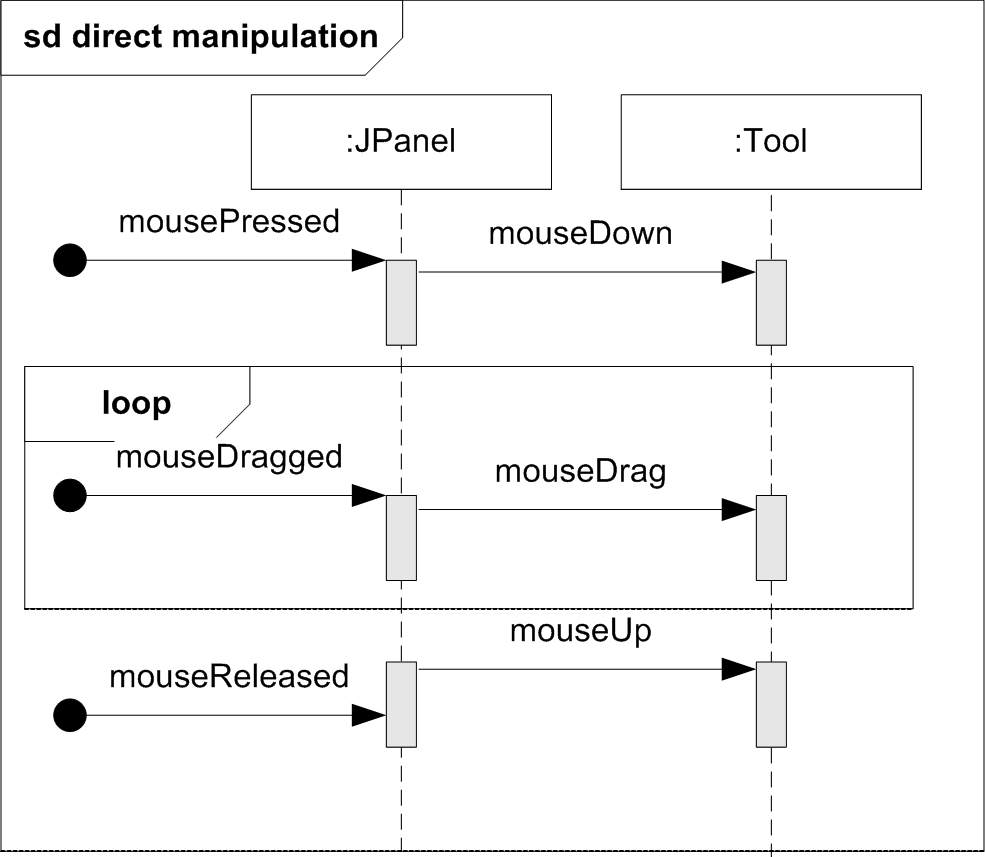 sd direct manipulation
:JPanel
:Tool
mousePressed
mouseDown
loop
mouseDragged
mouseDrag
mouseUp
mouseReleased